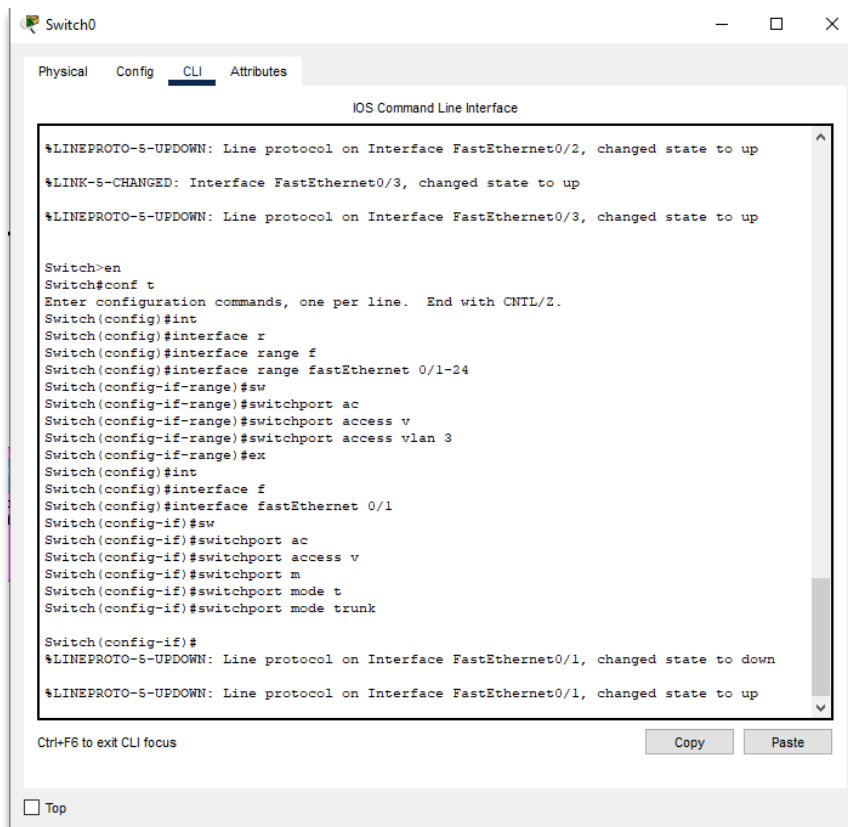 Switch0
Physical Config CLI Attributes
IOS Command Line Interface
%LINEPROTO-5-UPDOWN: Line protocol on Interface FastEthernet0/2, changed state to up
%LINK-5-CHANGED: Interface FastEthernet0/3, changed state to up
%LINEPROTO-5-UPDOWN: Line protocol on Interface FastEthernet0/3, changed state to up
Switch>en
Switch#conf t
Enter configuration commands, one per line.  End with CNTL/Z.
Switch(config)#int
Switch(config)#interface r
Switch(config)#interface range f
Switch(config)#interface range fastEthernet 0/1-24
Switch(config-if-range)#sw
Switch(config-if-range)#switchport ac
Switch(config-if-range)#switchport access v
Switch(config-if-range)#switchport access vlan 3
Switch(config-if-range)#ex
Switch(config)#int
Switch(config)#interface f
Switch(config)#interface fastEthernet 0/1
Switch(config-if)#sw
Switch(config-if)#switchport ac
Switch(config-if)#switchport access v
Switch(config-if)#switchport m
Switch(config-if)#switchport mode t
Switch(config-if)#switchport mode trunk
Switch(config-if)#
%LINEPROTO-5-UPDOWN: Line protocol on Interface FastEthernet0/1, changed state to down
%LINEPROTO-5-UPDOWN: Line protocol on Interface FastEthernet0/1, changed state to up
Ctrl+F6 to exit CLI focus Copy Paste
Top